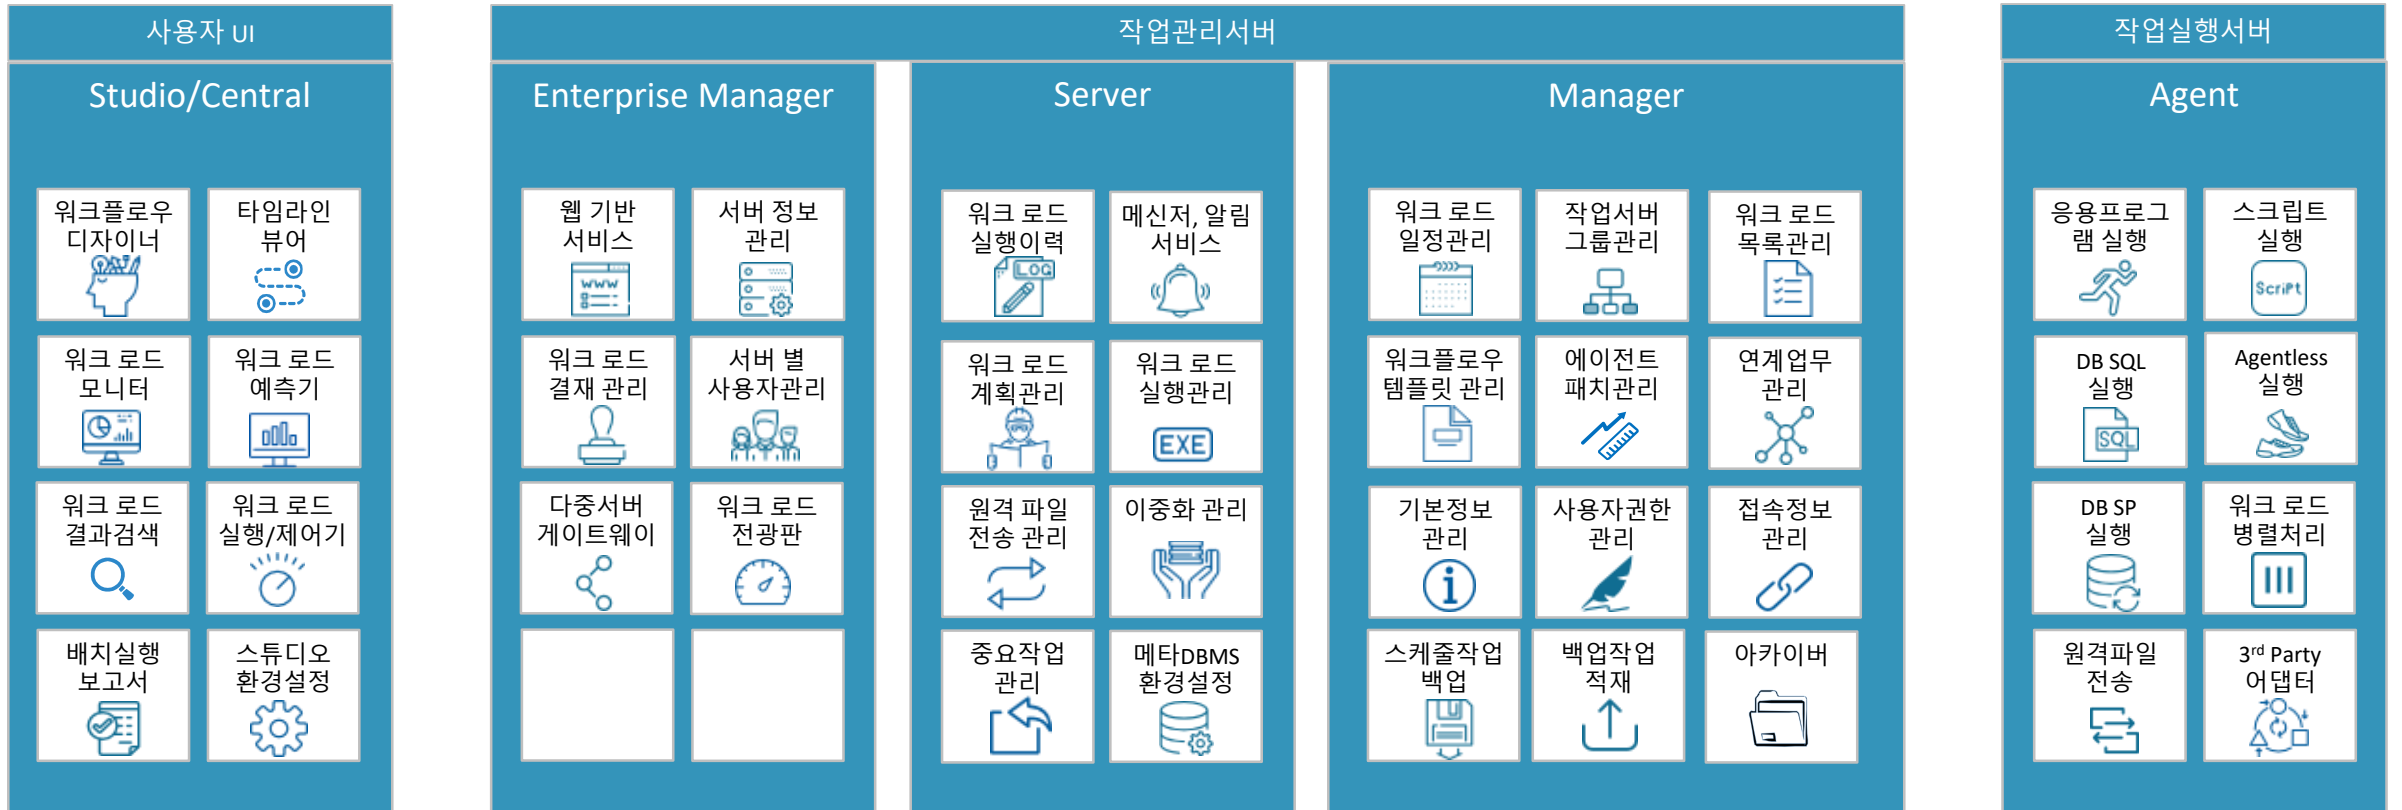 사용자 UI
Studio/Central
워크플로우
디자이너
타임라인
뷰어
워크 로드
모니터
워크 로드
예측기
워크 로드
결과검색
워크 로드
실행/제어기
배치실행
보고서
스튜디오
환경설정
작업관리서버
Enterprise Manager
웹 기반
서비스
WWW
서버 정보
관리
워크 로드
결재 관리
서버 별
사용자관리
다중서버
게이트웨이
워크 로드
전광판
Server
워크 로드
실행이력
LOG
메신저, 알림
서비스
워크 로드
계획관리
워크 로드
실행관리
EXE
원격 파일
전송 관리
이중화 관리
중요작업
관리
메타DBMS
환경설정
Manager
워크 로드
일정관리
작업서버
그룹관리
워크 로드
목록관리
워크플로우
템플릿 관리
에이전트
패치관리
연계업무
관리
기본정보
관리
i
사용자권한
관리
접속정보
관리
스케줄작업
백업
백업작업
적재
아카이버
작업실행서버
Agent
응용프로그
램 실행
스크립트
실행
Script
DB SQL
실행
SQL
Agentless
실행
DB SP
실행
워크 로드
병렬처리
원격파일
전송
3rd Party
어댑터